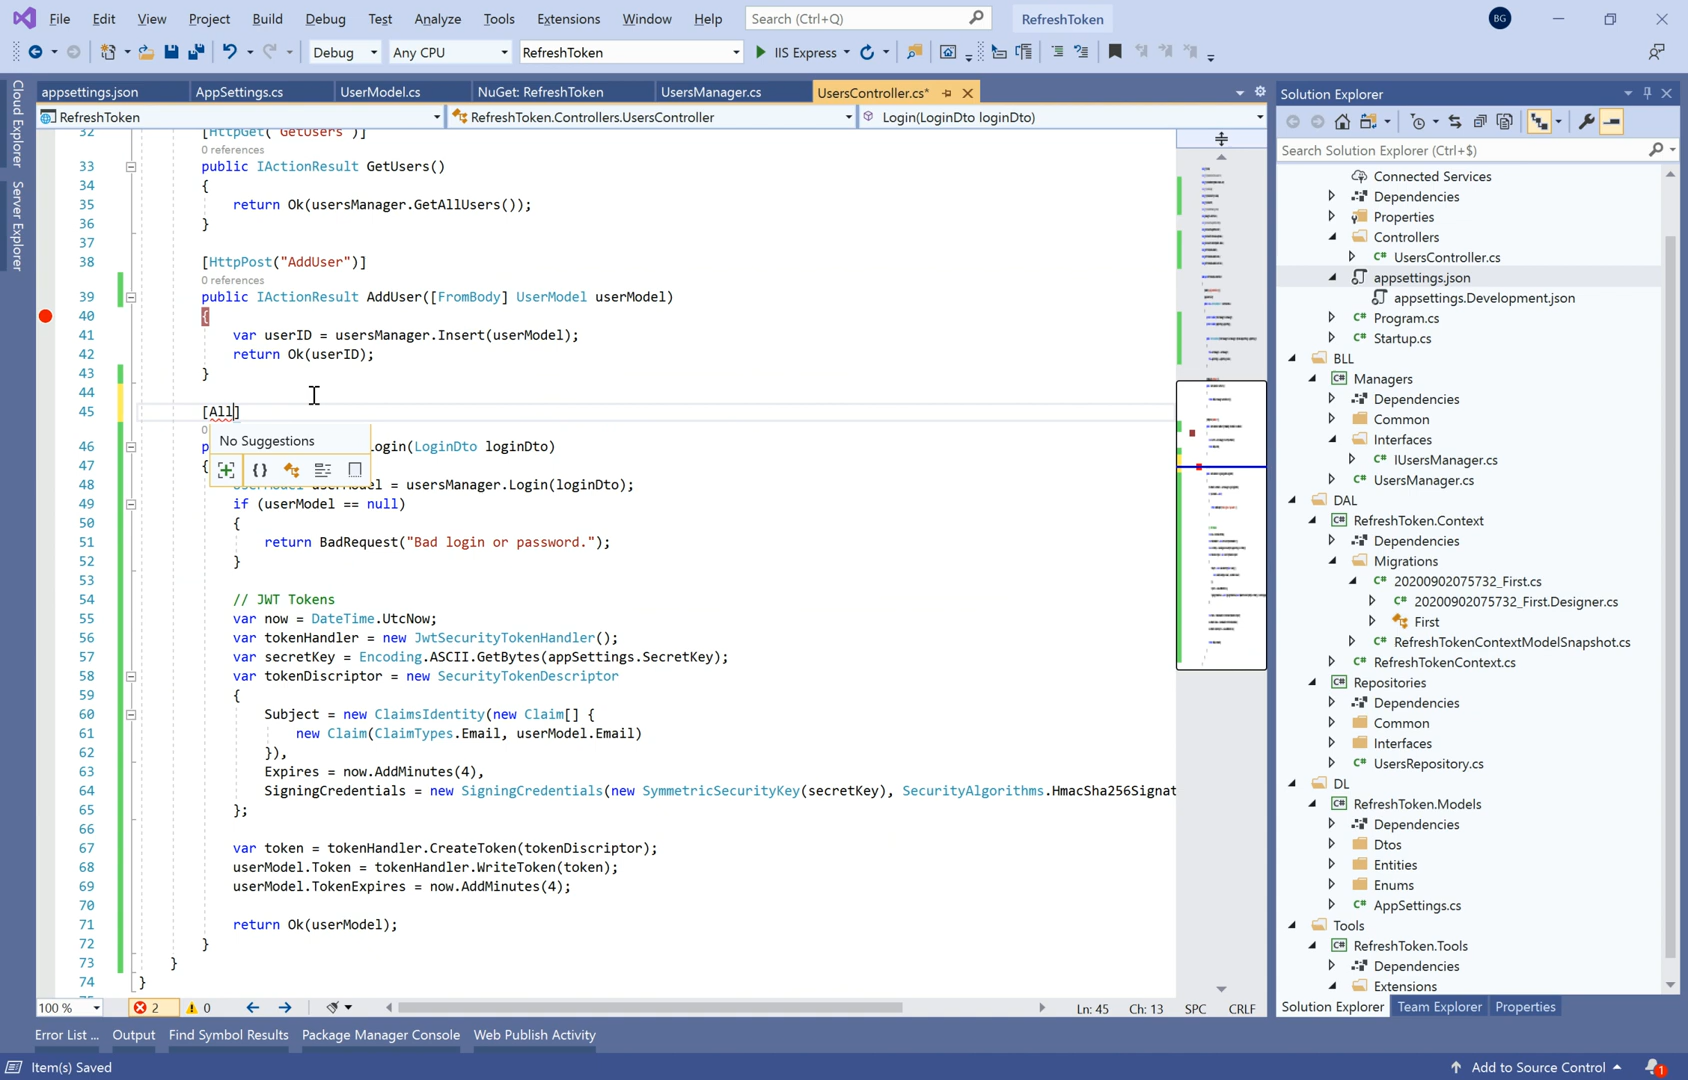 File Edit View Project Build Debug Test Analyze Tools Extensions Window Help Search (Ctrl+Q) RefreshToken BG
Debug Any CPU RefreshToken IIS Express
Cloud Explorer
Server Explorer
appsettings.json AppSettings.cs UserModel.cs NuGet: RefreshToken UsersManager.cs UsersController.cs*
RefreshToken RefreshToken.Controllers.UsersController Login(LoginDto loginDto)
32 [HttpGet("GetUsers")]
0 references
33 public IActionResult GetUsers()
34 {
35 return Ok(usersManager.GetAllUsers());
36 }
37
38 [HttpPost("AddUser")]
0 references
39 public IActionResult AddUser([FromBody] UserModel userModel)
40 {
41 var userID = usersManager.Insert(userModel);
42 return Ok(userID);
43 }
44
45 [All]
0
No Suggestions
46 p ogin(LoginDto loginDto)
47 {
48 = usersManager.Login(loginDto);
49 if (userModel == null)
50 {
51 return BadRequest("Bad login or password.");
52 }
53
54 // JWT Tokens
55 var now = DateTime.UtcNow;
56 var tokenHandler = new JwtSecurityTokenHandler();
57 var secretKey = Encoding.ASCII.GetBytes(appSettings.SecretKey);
58 var tokenDiscriptor = new SecurityTokenDescriptor
59 {
60 Subject = new ClaimsIdentity(new Claim[] {
61 new Claim(ClaimTypes.Email, userModel.Email)
62 }),
63 Expires = now.AddMinutes(4),
64 SigningCredentials = new SigningCredentials(new SymmetricSecurityKey(secretKey), SecurityAlgorithms.HmacSha256Signat
65 };
66
67 var token = tokenHandler.CreateToken(tokenDiscriptor);
68 userModel.Token = tokenHandler.WriteToken(token);
69 userModel.TokenExpires = now.AddMinutes(4);
70
71 return Ok(userModel);
72 }
73 }
74 }
100 % 2 0 Ln: 45 Ch: 13 SPC CRLF
Error List ... Output Find Symbol Results Package Manager Console Web Publish Activity
Item(s) Saved Add to Source Control 1
Solution Explorer
Search Solution Explorer (Ctrl+$)
Connected Services
Dependencies
Properties
Controllers
C# UsersController.cs
appsettings.json
appsettings.Development.json
C# Program.cs
C# Startup.cs
BLL
C# Managers
Dependencies
Common
Interfaces
C# IUsersManager.cs
C# UsersManager.cs
DAL
C# RefreshToken.Context
Dependencies
Migrations
C# 20200902075732_First.cs
C# 20200902075732_First.Designer.cs
First
C# RefreshTokenContextModelSnapshot.cs
C# RefreshTokenContext.cs
C# Repositories
Dependencies
Common
Interfaces
C# UsersRepository.cs
DL
C# RefreshToken.Models
Dependencies
Dtos
Entities
Enums
C# AppSettings.cs
Tools
C# RefreshToken.Tools
Dependencies
Extensions
Solution Explorer Team Explorer Properties